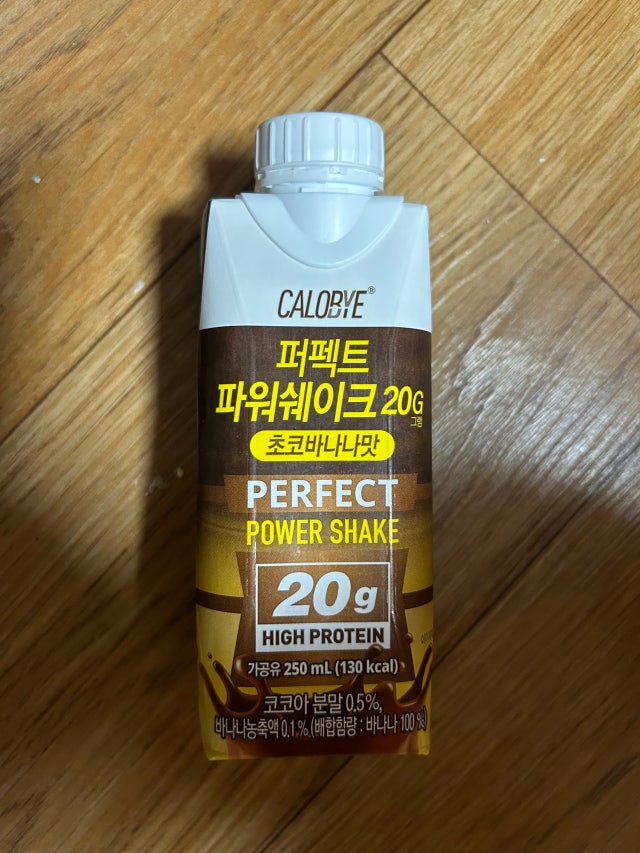 CALOBYE®
퍼펙트
파워쉐이크 20G
그램
초코바나나맛
PERFECT
POWER SHAKE
20g
HIGH PROTEIN
가공유 250 mL (130 kcal)
코코아 분말 0.5%,
바나나농축액 0.1% (배합함량 : 바나나 100 %)